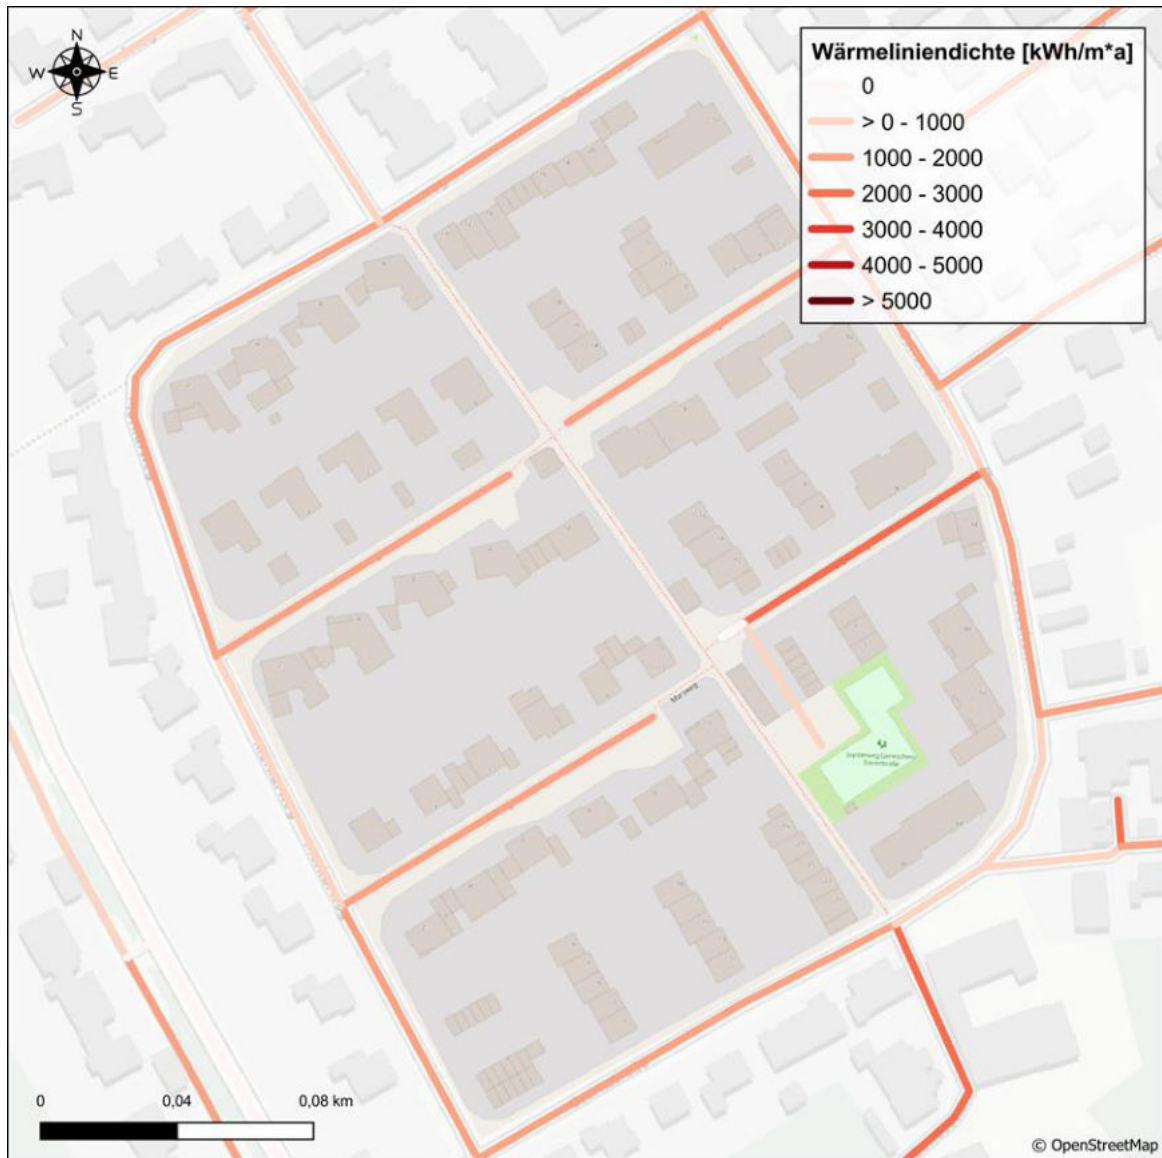 N
W E
S
Wärmeliniendichte [kWh/m*a]
0
> 0 - 1000
1000 - 2000
2000 - 3000
3000 - 4000
4000 - 5000
> 5000
0 0,04 0,08 km
© OpenStreetMap